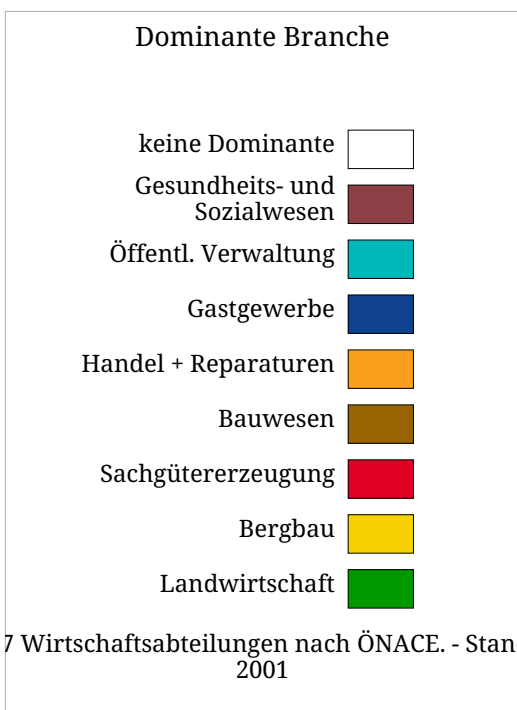 Dominante Branche
keine Dominante
Gesundheits- und
Sozialwesen
Öffentl. Verwaltung
Gastgewerbe
Handel + Reparaturen
Bauwesen
Sachgütererzeugung
Bergbau
Landwirtschaft
7 Wirtschaftsabteilungen nach ÖNACE. - Stan
2001